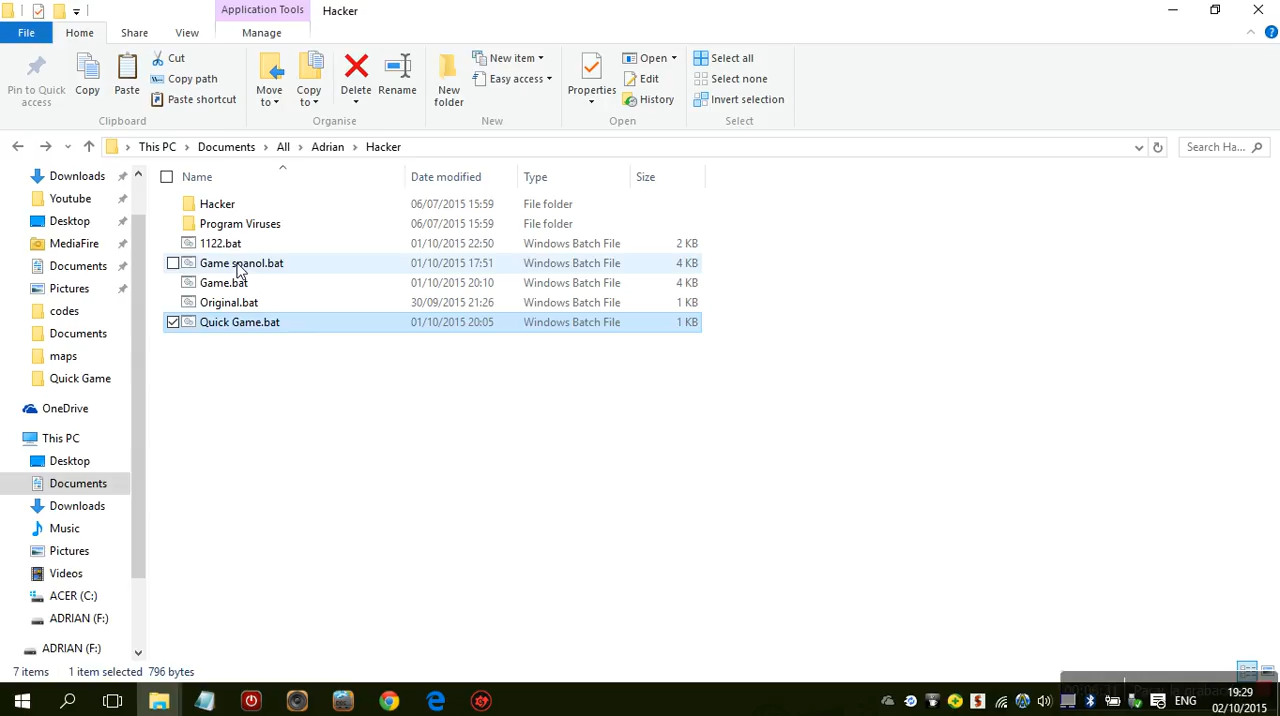 Application Tools
Hacker
File
Home
Share
View
Manage
Pin to Quick access
Copy
Paste
Cut
Copy path
Paste shortcut
Clipboard
Move to
Copy to
Delete
Rename
Organise
New folder
New item
Easy access
New
Properties
Open
Edit
History
Open
Select all
Select none
Invert selection
Select
This PC
Documents
All
Adrian
Hacker
Search Ha...
Name
Date modified
Type
Size
Hacker 06/07/2015 15:59 File folder
Program Viruses 06/07/2015 15:59 File folder
1122.bat 01/10/2015 22:50 Windows Batch File 2 KB
Game spanol.bat 01/10/2015 17:51 Windows Batch File 4 KB
Game.bat 01/10/2015 20:10 Windows Batch File 4 KB
Original.bat 30/09/2015 21:26 Windows Batch File 1 KB
Quick Game.bat 01/10/2015 20:05 Windows Batch File 1 KB
Downloads
Youtube
Desktop
MediaFire
Documents
Pictures
codes
Documents
maps
Quick Game
OneDrive
This PC
Desktop
Documents
Downloads
Music
Pictures
Videos
ACER (C:)
ADRIAN (F:)
ADRIAN (F:)
7 items
1 item selected 796 bytes
ENG
19:29
02/10/2015